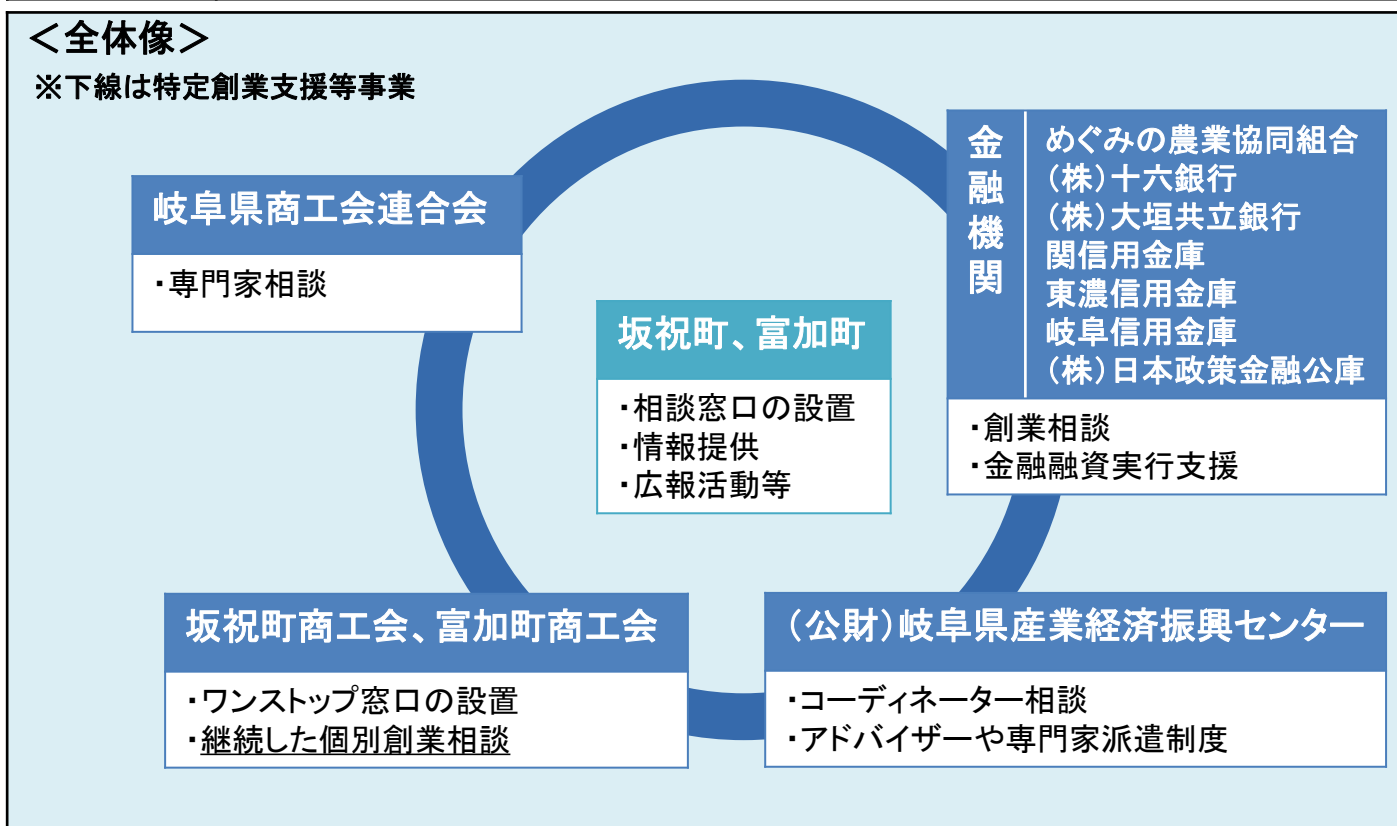 ＜全体像＞
※下線は特定創業支援等事業
岐阜県商工会連合会
・専門家相談
金融機関
めぐみの農業協同組合
（株）十六銀行
（株）大垣共立銀行
関信用金庫
東濃信用金庫
岐阜信用金庫
（株）日本政策金融公庫
・創業相談
・金融融資実行支援
坂祝町、富加町
・相談窓口の設置
・情報提供
・広報活動等
坂祝町商工会、富加町商工会
・ワンストップ窓口の設置
・継続した個別創業相談
（公財）岐阜県産業経済振興センター
・コーディネーター相談
・アドバイザーや専門家派遣制度